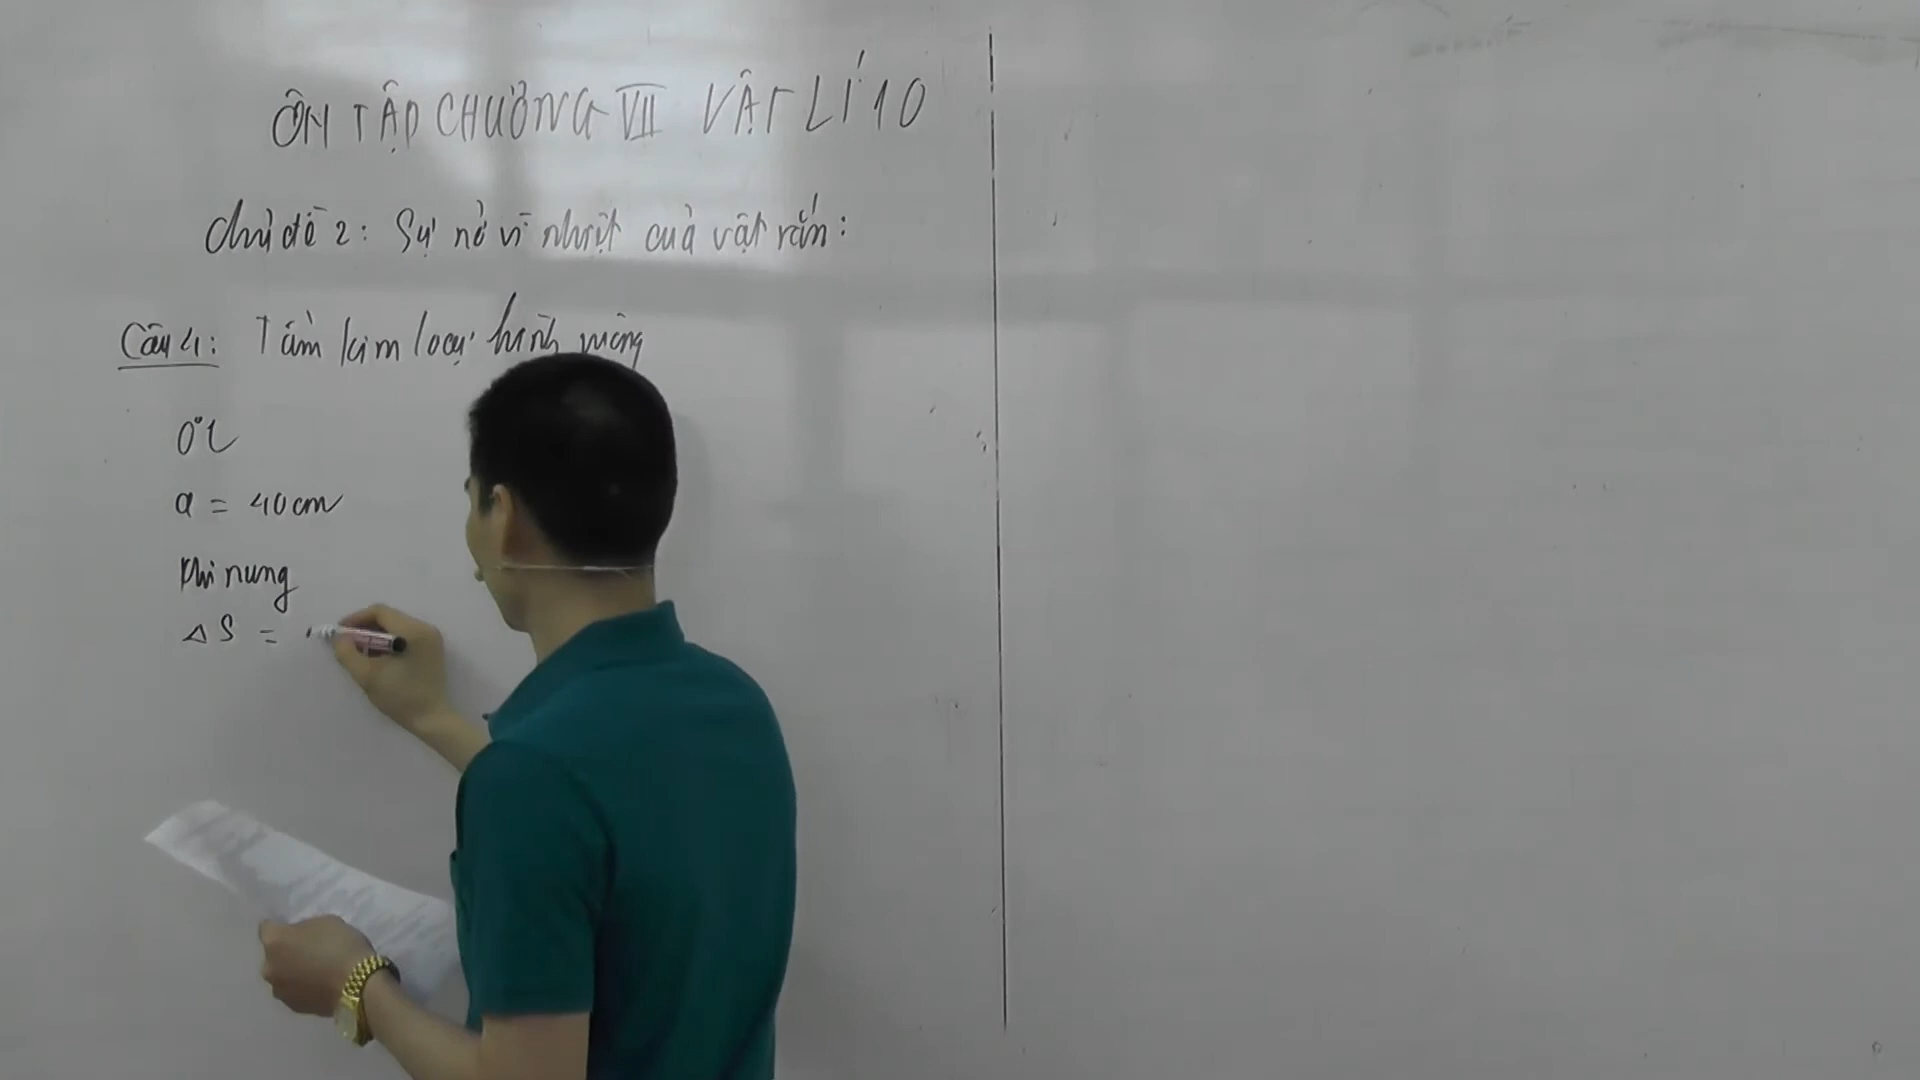 ÔN TẬP CHƯƠNG VII VẬT LÍ 10
Chủ đề 2: Sự nở vì nhiệt của vật rắn:
Câu 4: Tấm kim loại hình vuông
0°C
a = 40cm
Khi nung
ΔS =